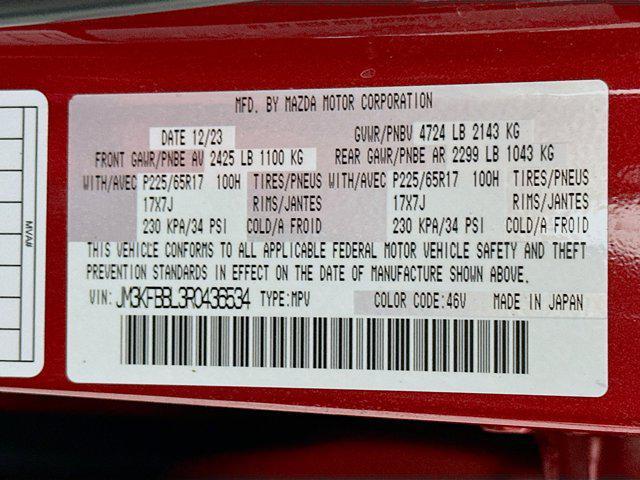 MFD. BY MAZDA MOTOR CORPORATION
DATE 12/23 GVWR/PNBV 4724 LB 2143 KG
FRONT GAWR/PNBE AV 2425 LB 1100 KG REAR GAWR/PNBE AR 2299 LB 1043 KG
WITH/AVEC P225/65R17 100H TIRES/PNEUS WITH/AVEC P225/65R17 100H TIRES/PNEUS
17X7J RIMS/JANTES 17X7J RIMS/JANTES
230 KPA/34 PSI COLD/A FROID 230 KPA/34 PSI COLD/A FROID
THIS VEHICLE CONFORMS TO ALL APPLICABLE FEDERAL MOTOR VEHICLE SAFETY AND THEFT
PREVENTION STANDARDS IN EFFECT ON THE DATE OF MANUFACTURE SHOWN ABOVE.
VIN: JM3KFBBL3R0436534 TYPE:MPV COLOR CODE:46V MADE IN JAPAN